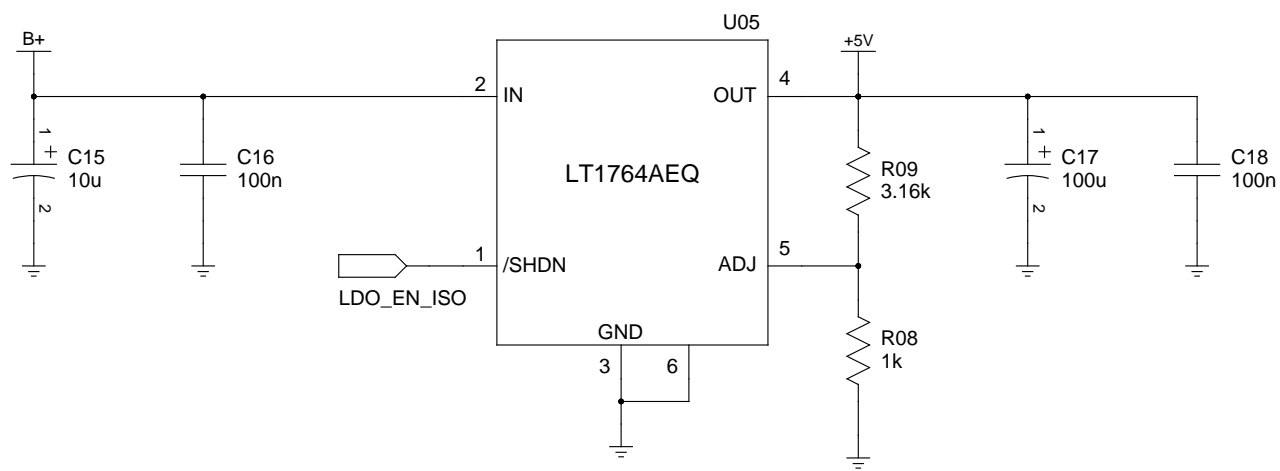 U05
B+
+5V
2
IN
OUT
4
1
+
C15
10u
2
C16
100n
LT1764AEQ
R09
3.16k
1
+
C17
100u
2
C18
100n
1
/SHDN
ADJ
5
LDO_EN_ISO
GND
3
6
R08
1k